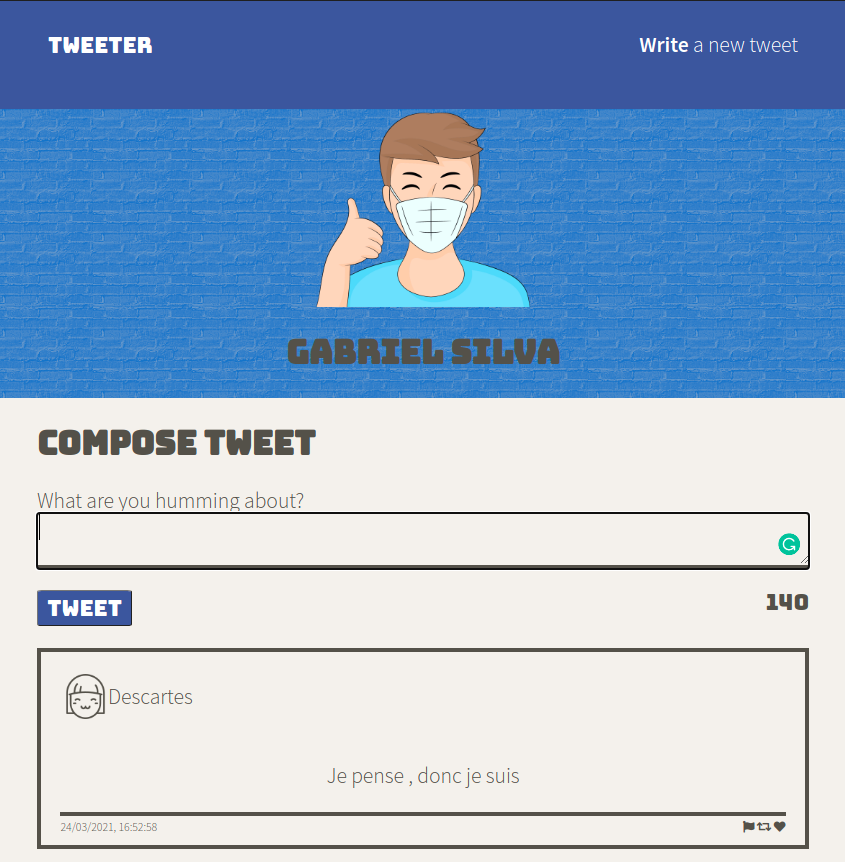 TWEETER
Write a new tweet
GABRIEL SILVA
COMPOSE TWEET
What are you humming about?
TWEET
140
Descartes
Je pense , donc je suis
24/03/2021, 16:52:58